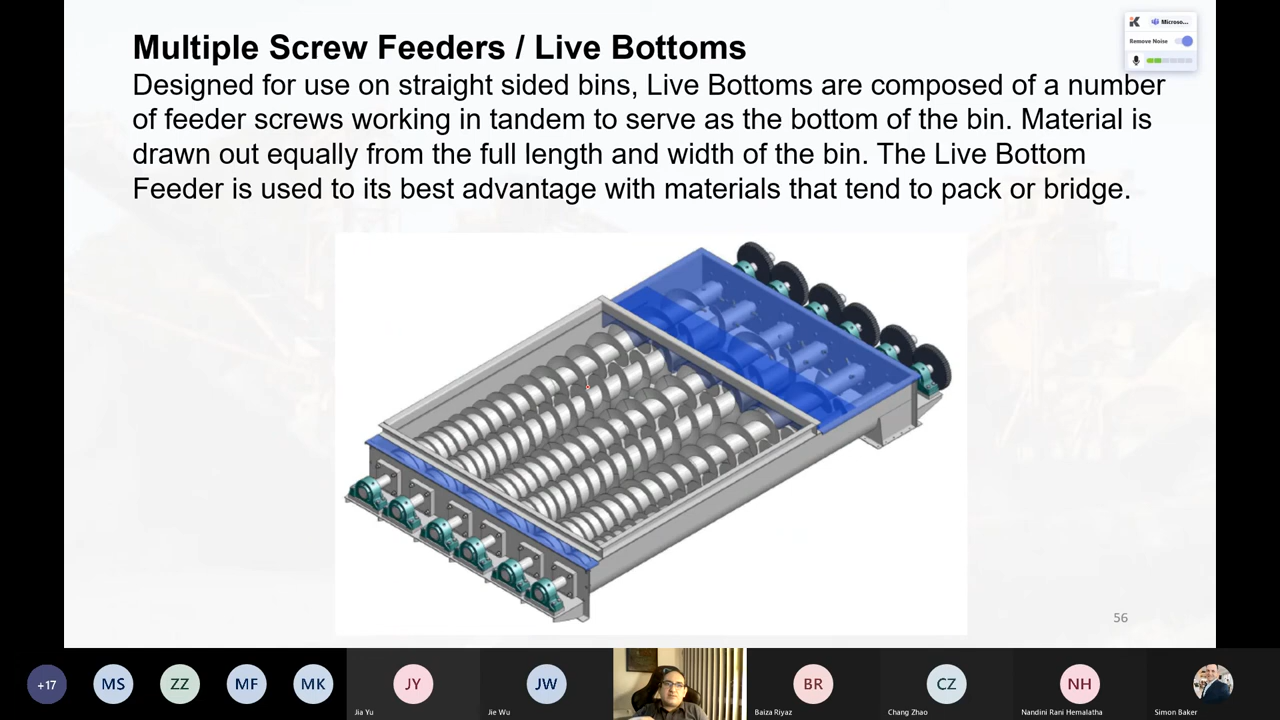 Multiple Screw Feeders / Live Bottoms
Designed for use on straight sided bins, Live Bottoms are composed of a number
of feeder screws working in tandem to serve as the bottom of the bin. Material is
drawn out equally from the full length and width of the bin. The Live Bottom
Feeder is used to its best advantage with materials that tend to pack or bridge.
Microso...
Remove Noise
56
+17
MS
ZZ
MF
MK
JY
JW
BR
CZ
NH
Jia Yu
Jie Wu
Baiza Riyaz
Chang Zhao
Nandini Rani Hemalatha
Simon Baker